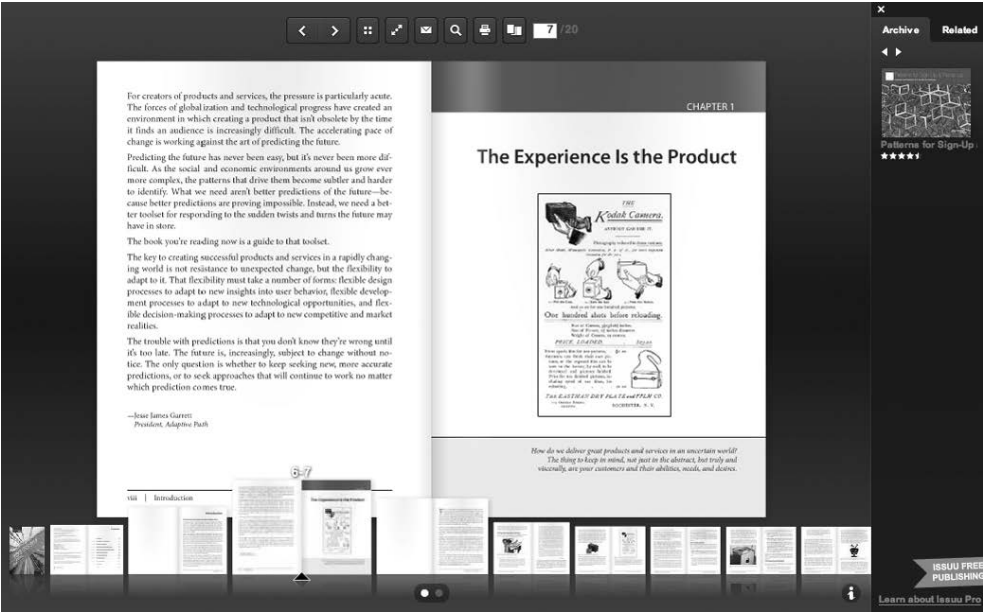 7 /20
Archive Related
For creators of products and services, the pressure is particularly acute.
The forces of globalization and technological progress have created an
environment in which creating a product that isn't obsolete by the time
it finds an audience is increasingly difficult. The accelerating pace of
change is working against the art of predicting the future.
Predicting the future has never been easy, but it's never been more dif-
ficult. As the social and economic environments around us grow ever
more complex, the patterns that drive them become subtler and harder
to identify. What we need aren't better predictions of the future—be-
cause better predictions are proving impossible. Instead, we need a bet-
ter toolset for responding to the sudden twists and turns the future may
have in store.
The book you're reading now is a guide to that toolset.
The key to creating successful products and services in a rapidly chang-
ing world is not resistance to unexpected change, but the flexibility to
adapt to it. That flexibility must take a number of forms: flexible design
processes to adapt to new insights into user behavior, flexible develop-
ment processes to adapt to new technological opportunities, and flex-
ible decision-making processes to adapt to new competitive and market
realities.
The trouble with predictions is that you don't know they're wrong until
it's too late. The future is, increasingly, subject to change without no-
tice. The only question is whether to keep seeking new, more accurate
predictions, or to seek approaches that will continue to work no matter
which prediction comes true.
—Jesse James Garrett
President, Adaptive Path
viii | Introduction
CHAPTER 1
The Experience Is the Product
THE
Kodak Camera.
One hundred shots before reloading.
PRICE, LOADED,
THE EASTMAN DRY PLATE and FILM CO.
ROCHESTER, N. Y.
How do we deliver great products and services in an uncertain world?
The thing to keep in mind, not just in the abstract, but truly and
viscerally, are your customers and their abilities, needs, and desires.
Patterns for Sign-Up
6-7
The Experience Is the Product
ISSUU FREE
PUBLISHING
Learn about Issuu Pro